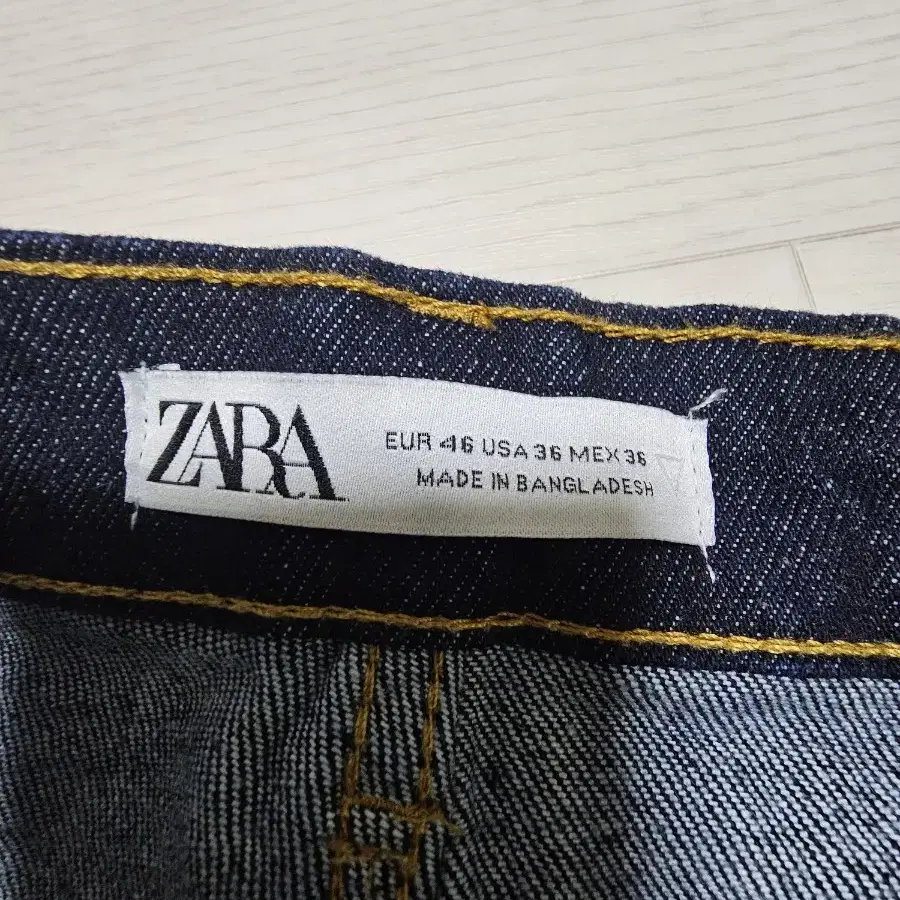 ZARA
EUR 46 USA 36 MEX 36
MADE IN BANGLADESH